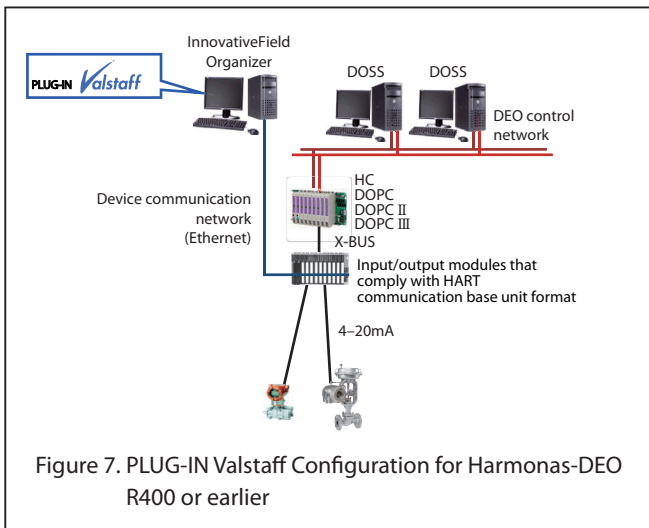 InnovativeField
Organizer
PLUG-IN Valstaff
DOSS
DOSS
DEO control
network
HC
DOPC
DOPC Ⅱ
DOPC Ⅲ
X-BUS
Device communication
network
(Ethernet)
Input/output modules that
comply with HART
communication base unit format
4–20mA
Figure 7. PLUG-IN Valstaff Configuration for Harmonas-DEO
R400 or earlier